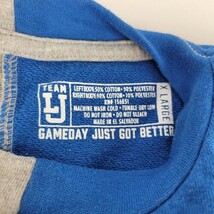 TEAM
LJ
LEFT BODY: 50% COTTON • 50% POLYESTER
RIGHT BODY: 90% COTTON • 10% POLYESTER
RN# 156851
MACHINE WASH COLD • TUMBLE DRY LOW
DO NOT IRON • DO NOT BLEACH
MADE IN EL SALVADOR
X LARGE
GAMEDAY JUST GOT BETTER